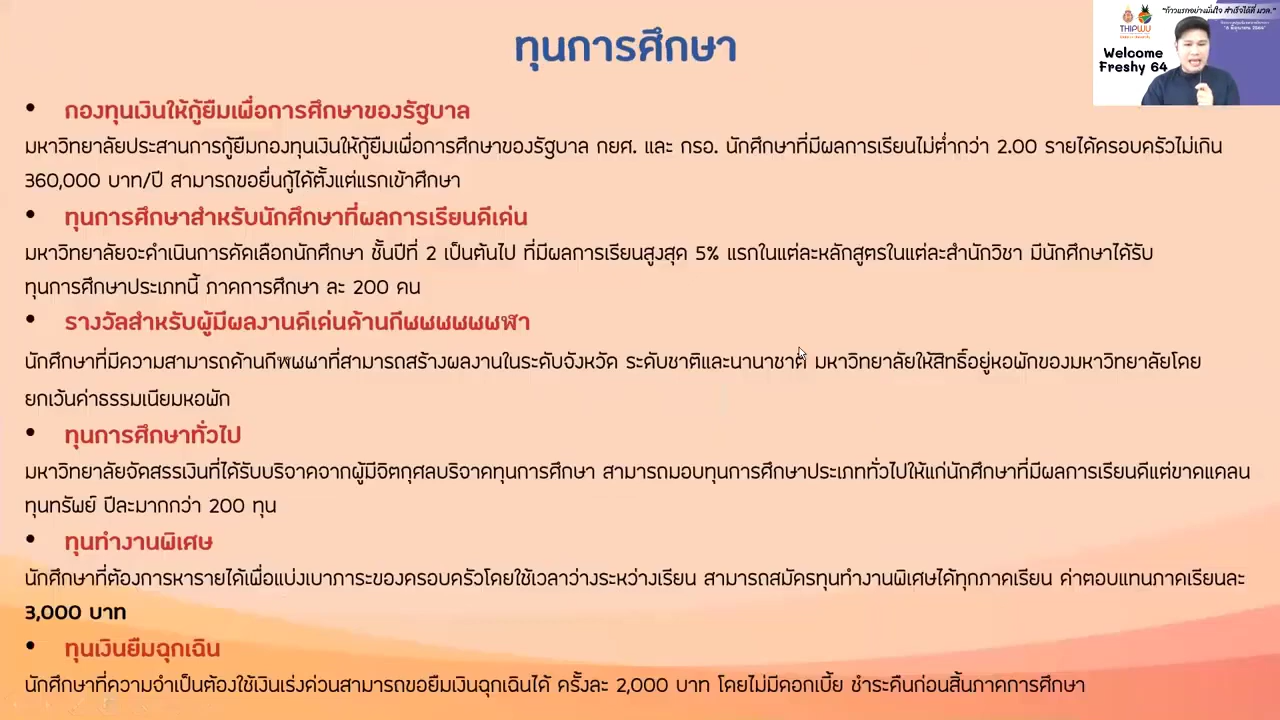 ทุนการศึกษา
"ก้าวแรกอย่างมั่นใจ สำเร็จได้ที่ มวล."
THIPWU
Welcome
Freshy 64
• กองทุนเงินให้กู้ยืมเพื่อการศึกษาของรัฐบาล
มหาวิทยาลัยประสานการกู้ยืมกองทุนเงินให้กู้ยืมเพื่อการศึกษาของรัฐบาล กยศ. และ กรอ. นักศึกษาที่มีผลการเรียนไม่ต่ำกว่า 2.00 รายได้ครอบครัวไม่เกิน
360,000 บาท/ปี สามารถขอยื่นกู้ได้ตั้งแต่แรกเข้าศึกษา
• ทุนการศึกษาสำหรับนักศึกษาที่ผลการเรียนดีเด่น
มหาวิทยาลัยจะดำเนินการคัดเลือกนักศึกษา ชั้นปีที่ 2 เป็นต้นไป ที่มีผลการเรียนสูงสุด 5% แรกในแต่ละหลักสูตรในแต่ละสำนักวิชา มีนักศึกษาได้รับ
ทุนการศึกษาประเภทนี้ ภาคการศึกษา ละ 200 คน
• รางวัลสำหรับผู้มีผลงานดีเด่นด้านกีฬฬฬฬฬฬฬา
นักศึกษาที่มีความสามารถด้านกีฬฬฬาที่สามารถสร้างผลงานในระดับจังหวัด ระดับชาติและนานาชาติ มหาวิทยาลัยให้สิทธิ์อยู่หอพักของมหาวิทยาลัยโดย
ยกเว้นค่าธรรมเนียมหอพัก
• ทุนการศึกษาทั่วไป
มหาวิทยาลัยจัดสรรเงินที่ได้รับบริจาคจากผู้มีจิตกุศลบริจาคทุนการศึกษา สามารถมอบทุนการศึกษาประเภททั่วไปให้แก่นักศึกษาที่มีผลการเรียนดีแต่ขาดแคลน
ทุนทรัพย์ ปีละมากกว่า 200 ทุน
• ทุนทำงานพิเศษ
นักศึกษาที่ต้องการหารายได้เพื่อแบ่งเบาภาระของครอบครัวโดยใช้เวลาว่างระหว่างเรียน สามารถสมัครทุนทำงานพิเศษได้ทุกภาคเรียน ค่าตอบแทนภาคเรียนละ
3,000 บาท
• ทุนเงินยืมฉุกเฉิน
นักศึกษาที่ความจำเป็นต้องใช้เงินเร่งด่วนสามารถขอยืมเงินฉุกเฉินได้ ครั้งละ 2,000 บาท โดยไม่มีดอกเบี้ย ชำระคืนก่อนสิ้นภาคการศึกษา